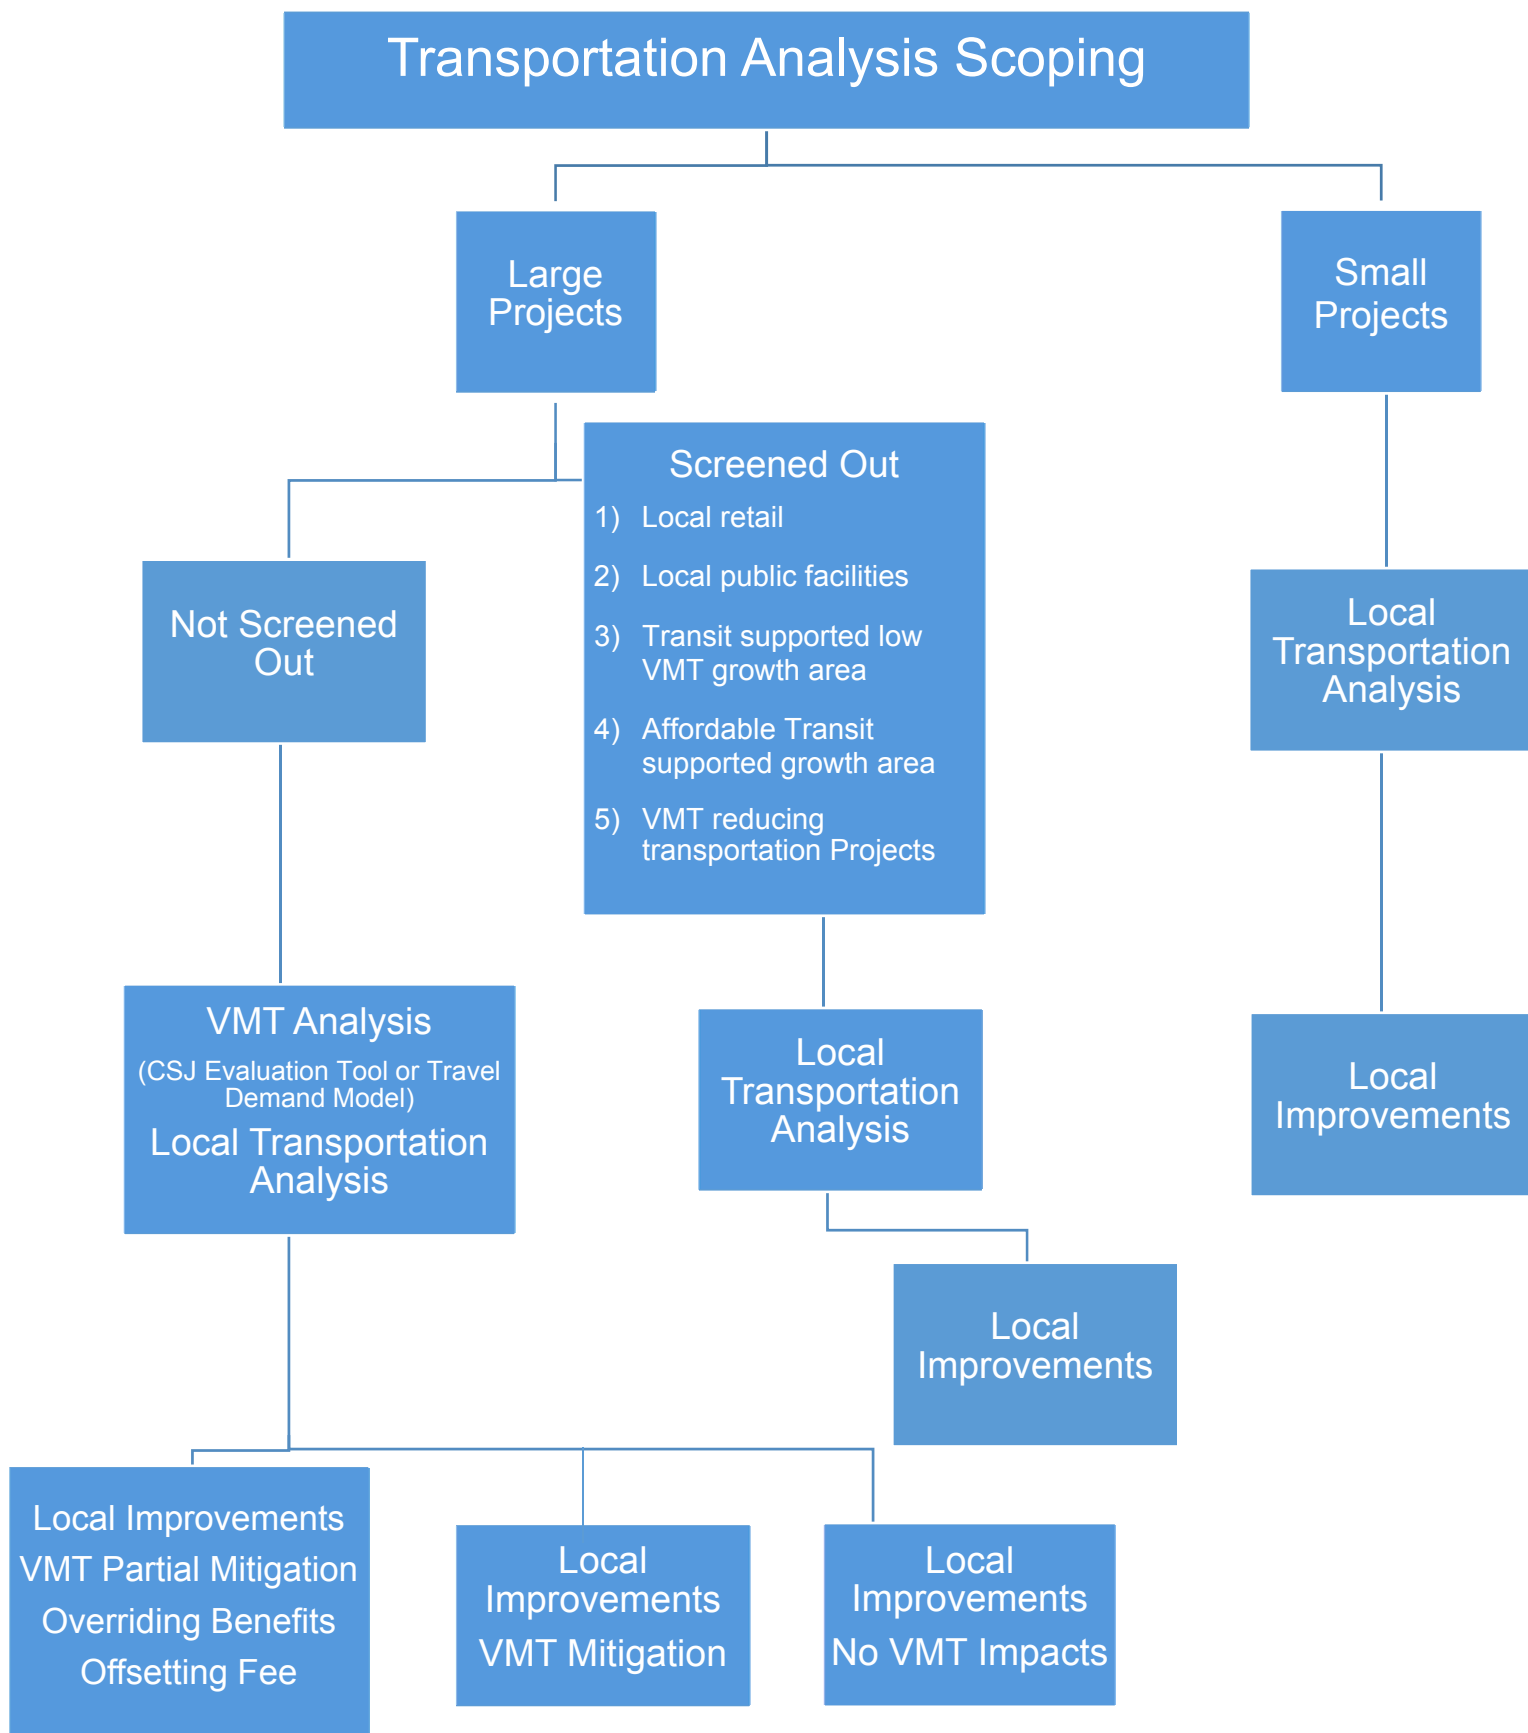 Transportation Analysis Scoping
Large
Projects
Small
Projects
Screened Out
1) Local retail
2) Local public facilities
3) Transit supported low
VMT growth area
4) Affordable Transit
supported growth area
5) VMT reducing
transportation Projects
Not Screened
Out
Local
Transportation
Analysis
VMT Analysis
(CSJ Evaluation Tool or Travel
Demand Model)
Local Transportation
Analysis
Local
Transportation
Analysis
Local
Improvements
Local
Improvements
Local Improvements
VMT Partial Mitigation
Overriding Benefits
Offsetting Fee
Local
Improvements
VMT Mitigation
Local
Improvements
No VMT Impacts